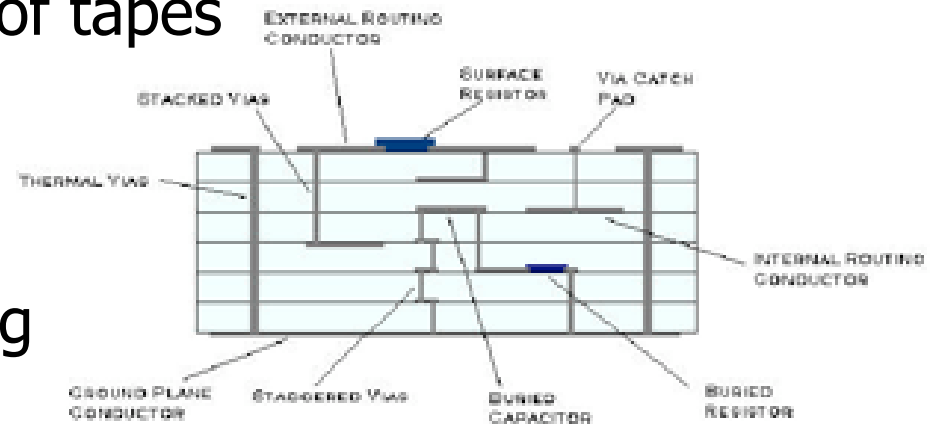 of tapes
EXTERNAL ROUTING
CONDUCTOR
SURFACE
RESISTOR
VIA CATCH
PAD
STACKED VIAS
THERMAL VIAS
INTERNAL ROUTING
CONDUCTOR
g
GROUND PLANE
CONDUCTOR
STAGGERED VIAS
BURIED
CAPACITOR
BURIED
RESISTOR